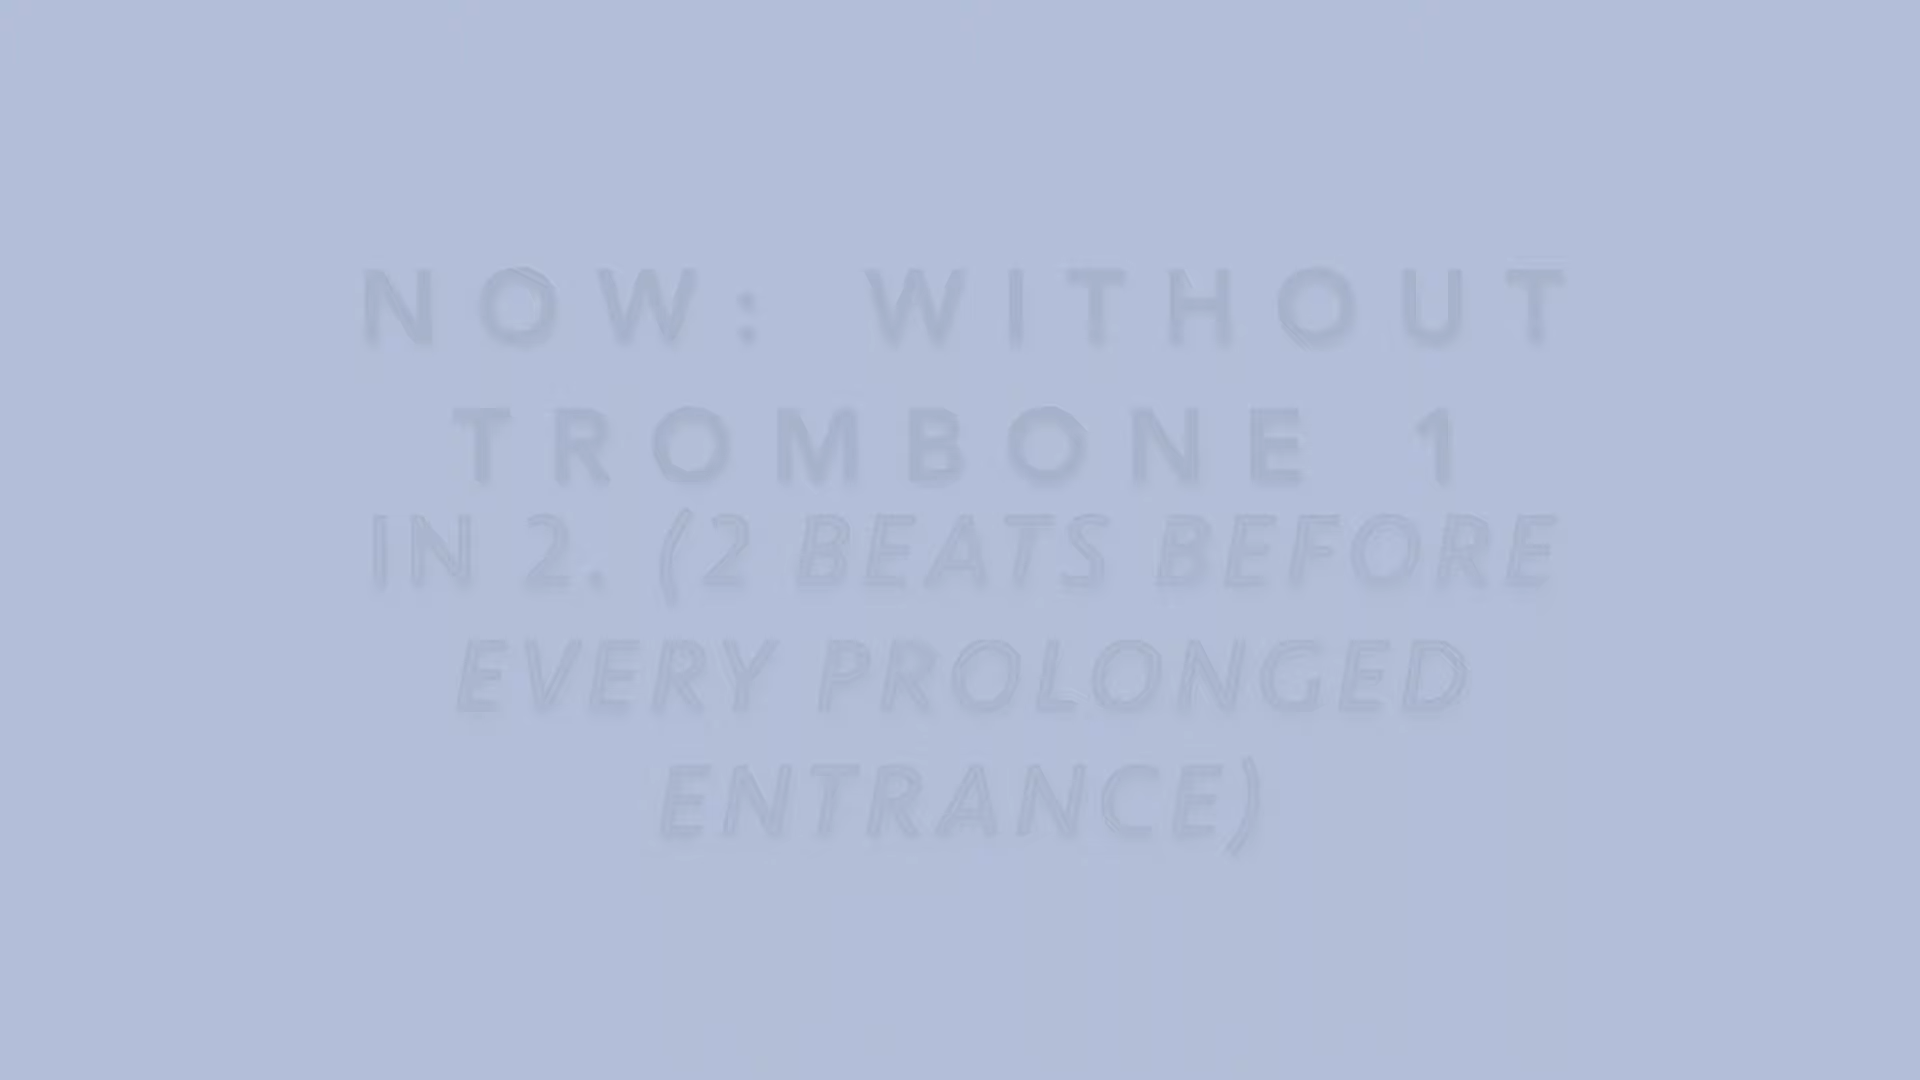 NOW: WITHOUT
TROMBONE 1
IN 2. (2 BEATS BEFORE
EVERY PROLONGED
ENTRANCE)